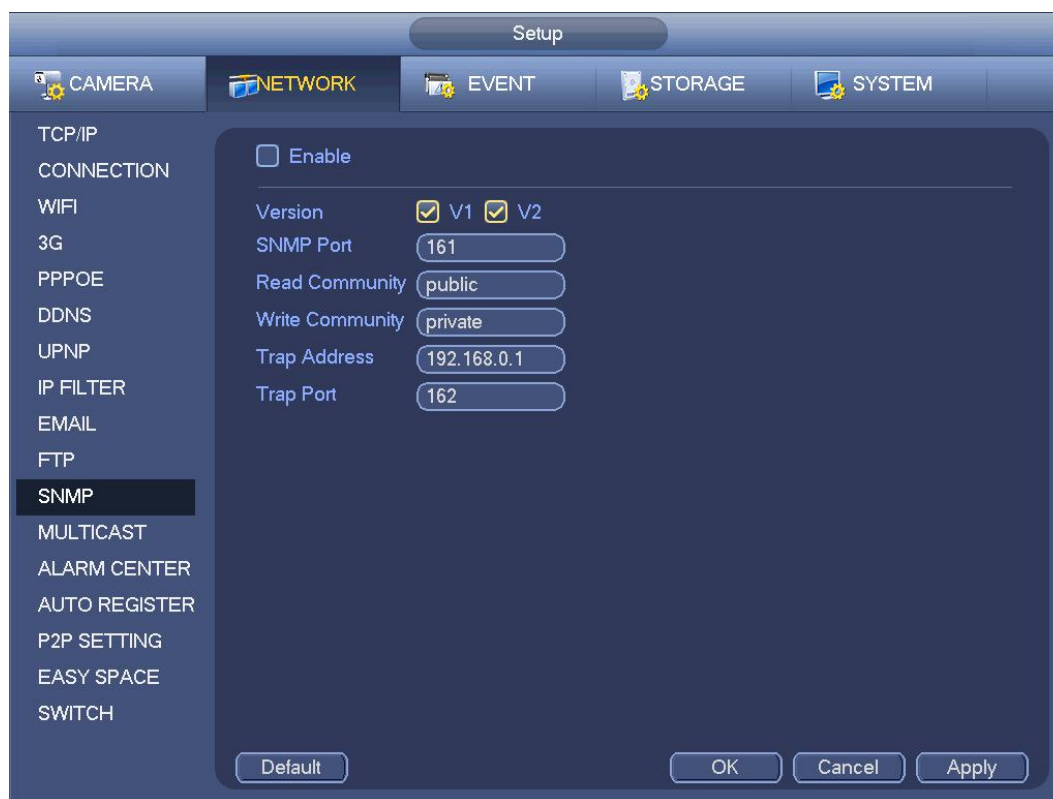 Setup
CAMERA NETWORK EVENT STORAGE SYSTEM
TCP/IP
CONNECTION
WIFI
3G
PPPOE
DDNS
UPNP
IP FILTER
EMAIL
FTP
SNMP
MULTICAST
ALARM CENTER
AUTO REGISTER
P2P SETTING
EASY SPACE
SWITCH
Enable
Version V1 V2
SNMP Port 161
Read Community public
Write Community private
Trap Address 192.168.0.1
Trap Port 162
Default OK Cancel Apply